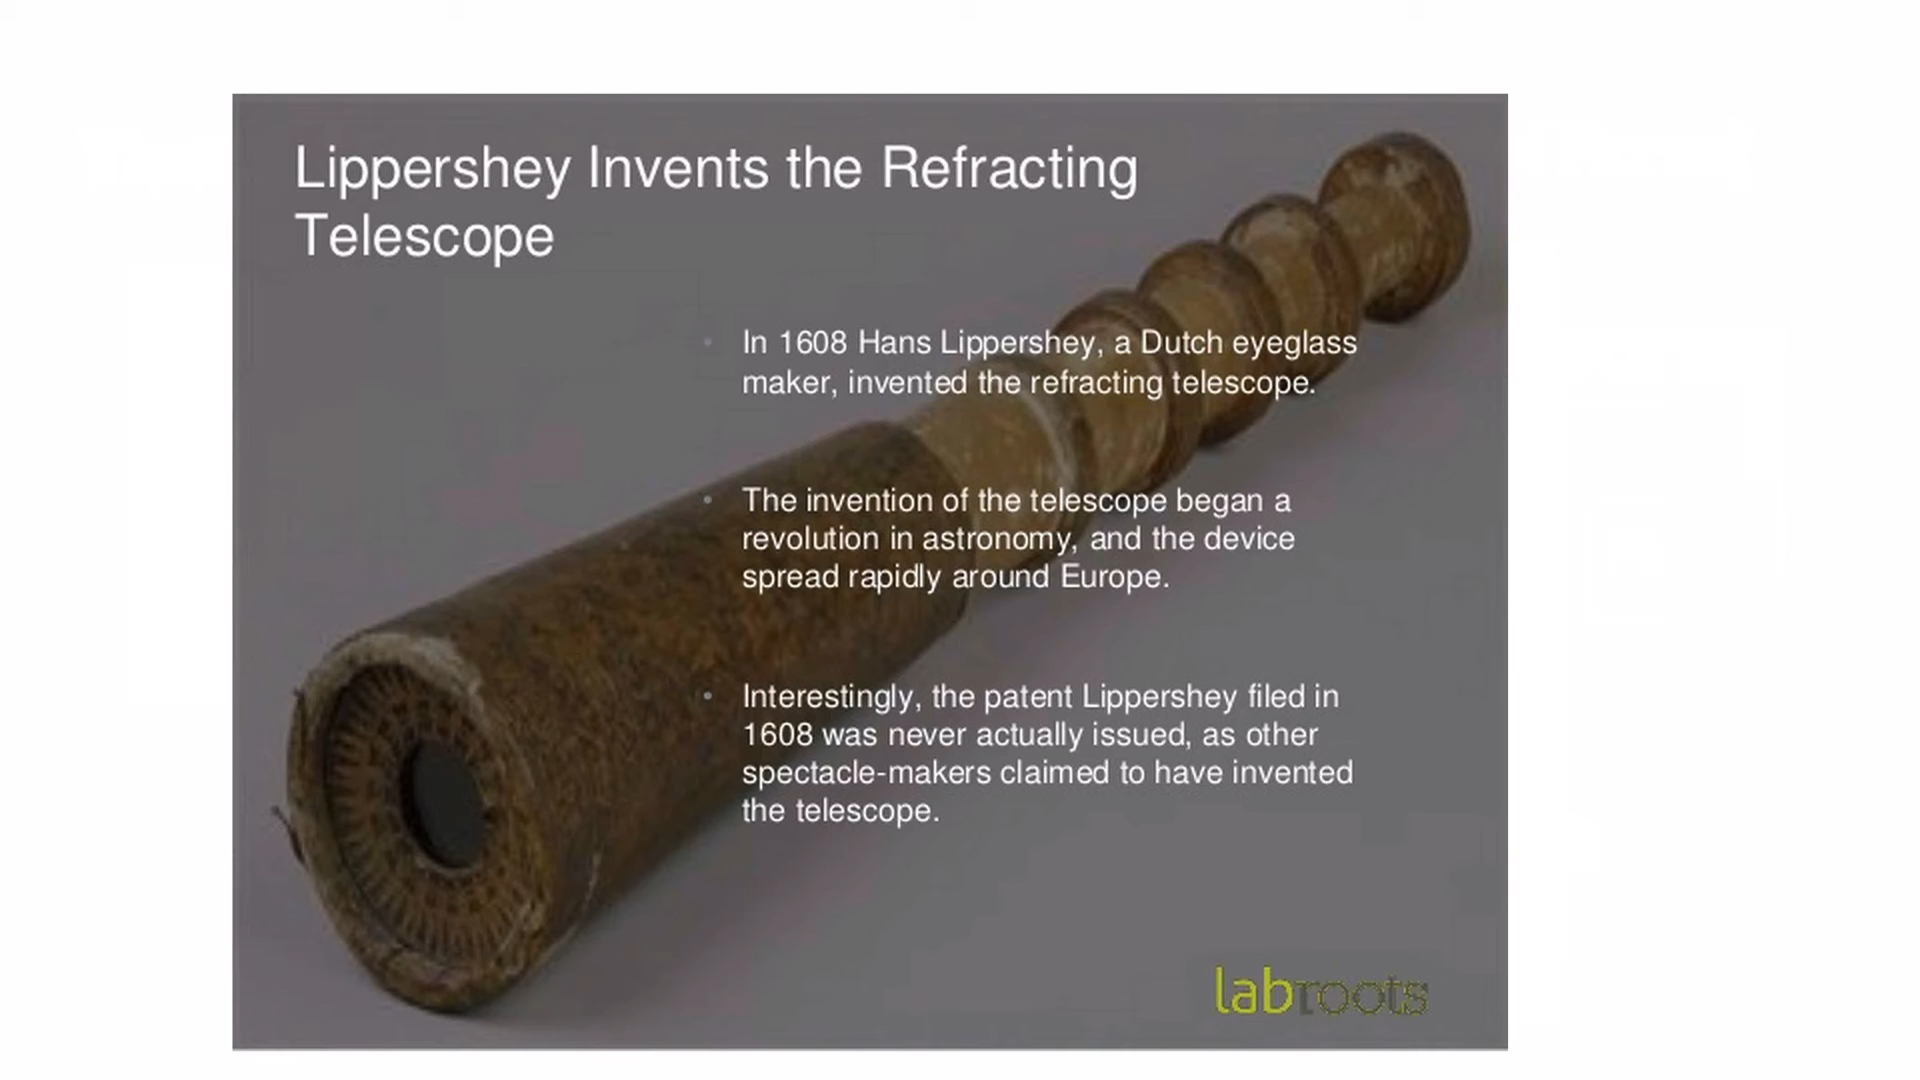 Lippershey Invents the Refracting
Telescope
In 1608 Hans Lippershey, a Dutch eyeglass
maker, invented the refracting telescope.
The invention of the telescope began a
revolution in astronomy, and the device
spread rapidly around Europe.
Interestingly, the patent Lippershey filed in
1608 was never actually issued, as other
spectacle-makers claimed to have invented
the telescope.
labroots